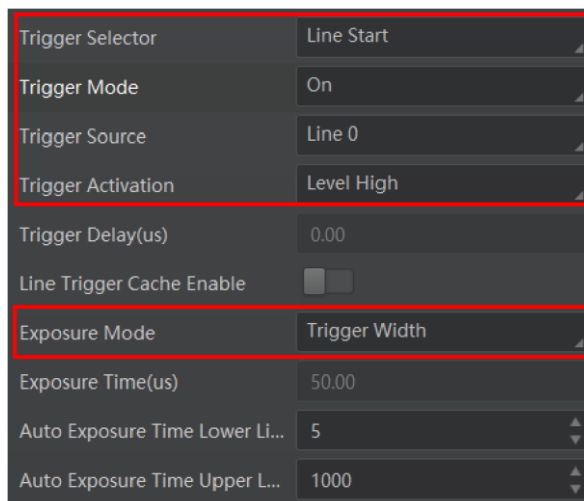 Trigger Selector Line Start
Trigger Mode On
Trigger Source Line 0
Trigger Activation Level High
Trigger Delay(us) 0.00
Line Trigger Cache Enable
Exposure Mode Trigger Width
Exposure Time(us) 50.00
Auto Exposure Time Lower Li... 5
Auto Exposure Time Upper L... 1000